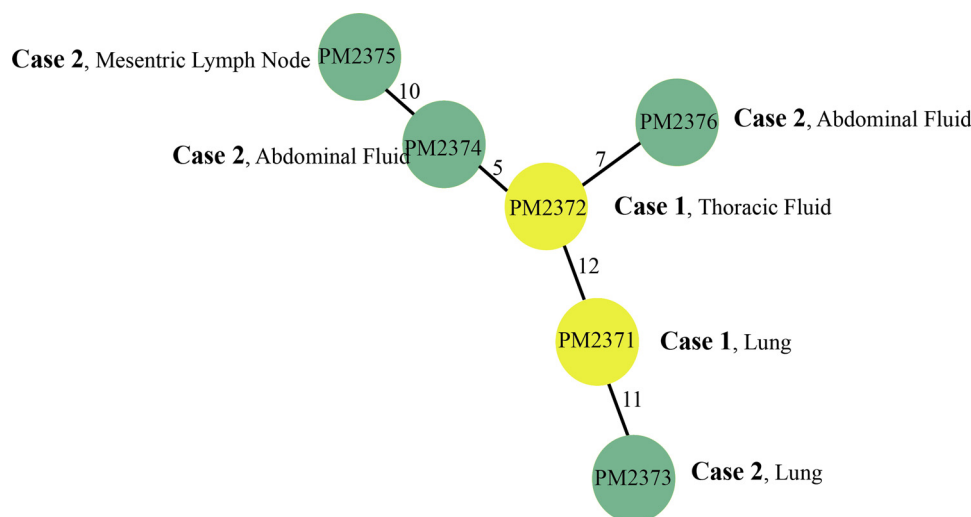 PM2375
Case 2, Mesentric Lymph Node
10
PM2376
Case 2, Abdominal Fluid
PM2374
Case 2, Abdominal Fluid
7
5
PM2372
Case 1, Thoracic Fluid
12
PM2371
Case 1, Lung
11
PM2373
Case 2, Lung